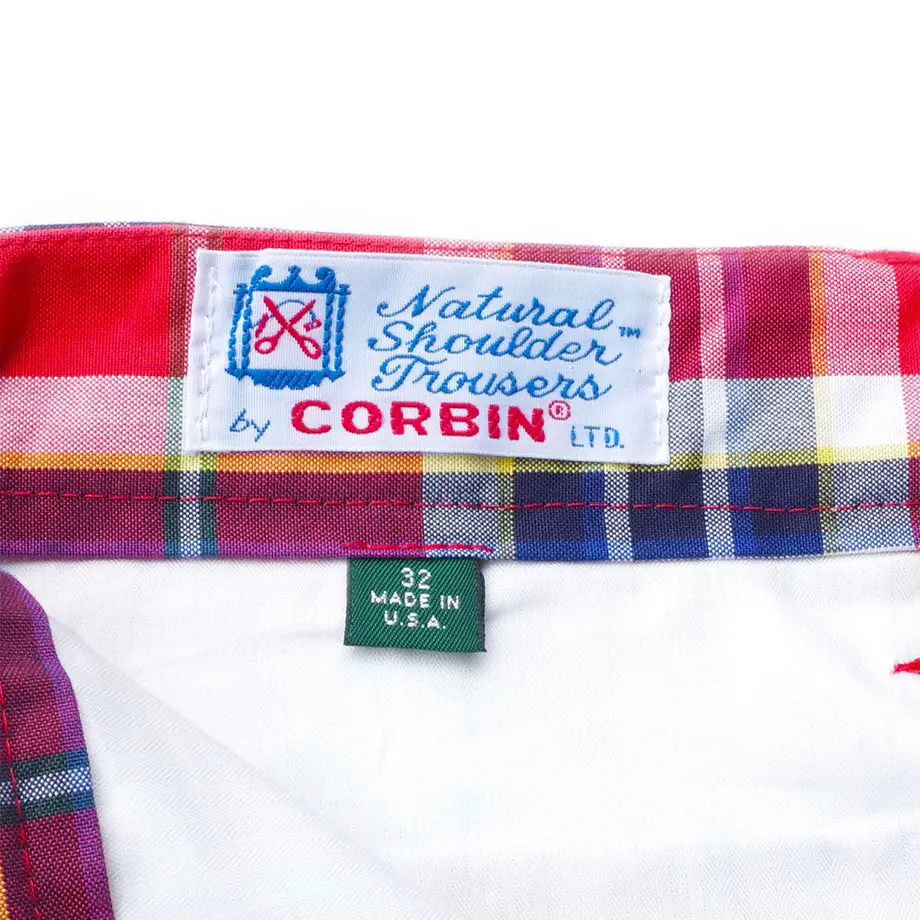 Natural
Shoulder™
Trousers
by CORBIN® LTD.
32
MADE IN
U.S.A.